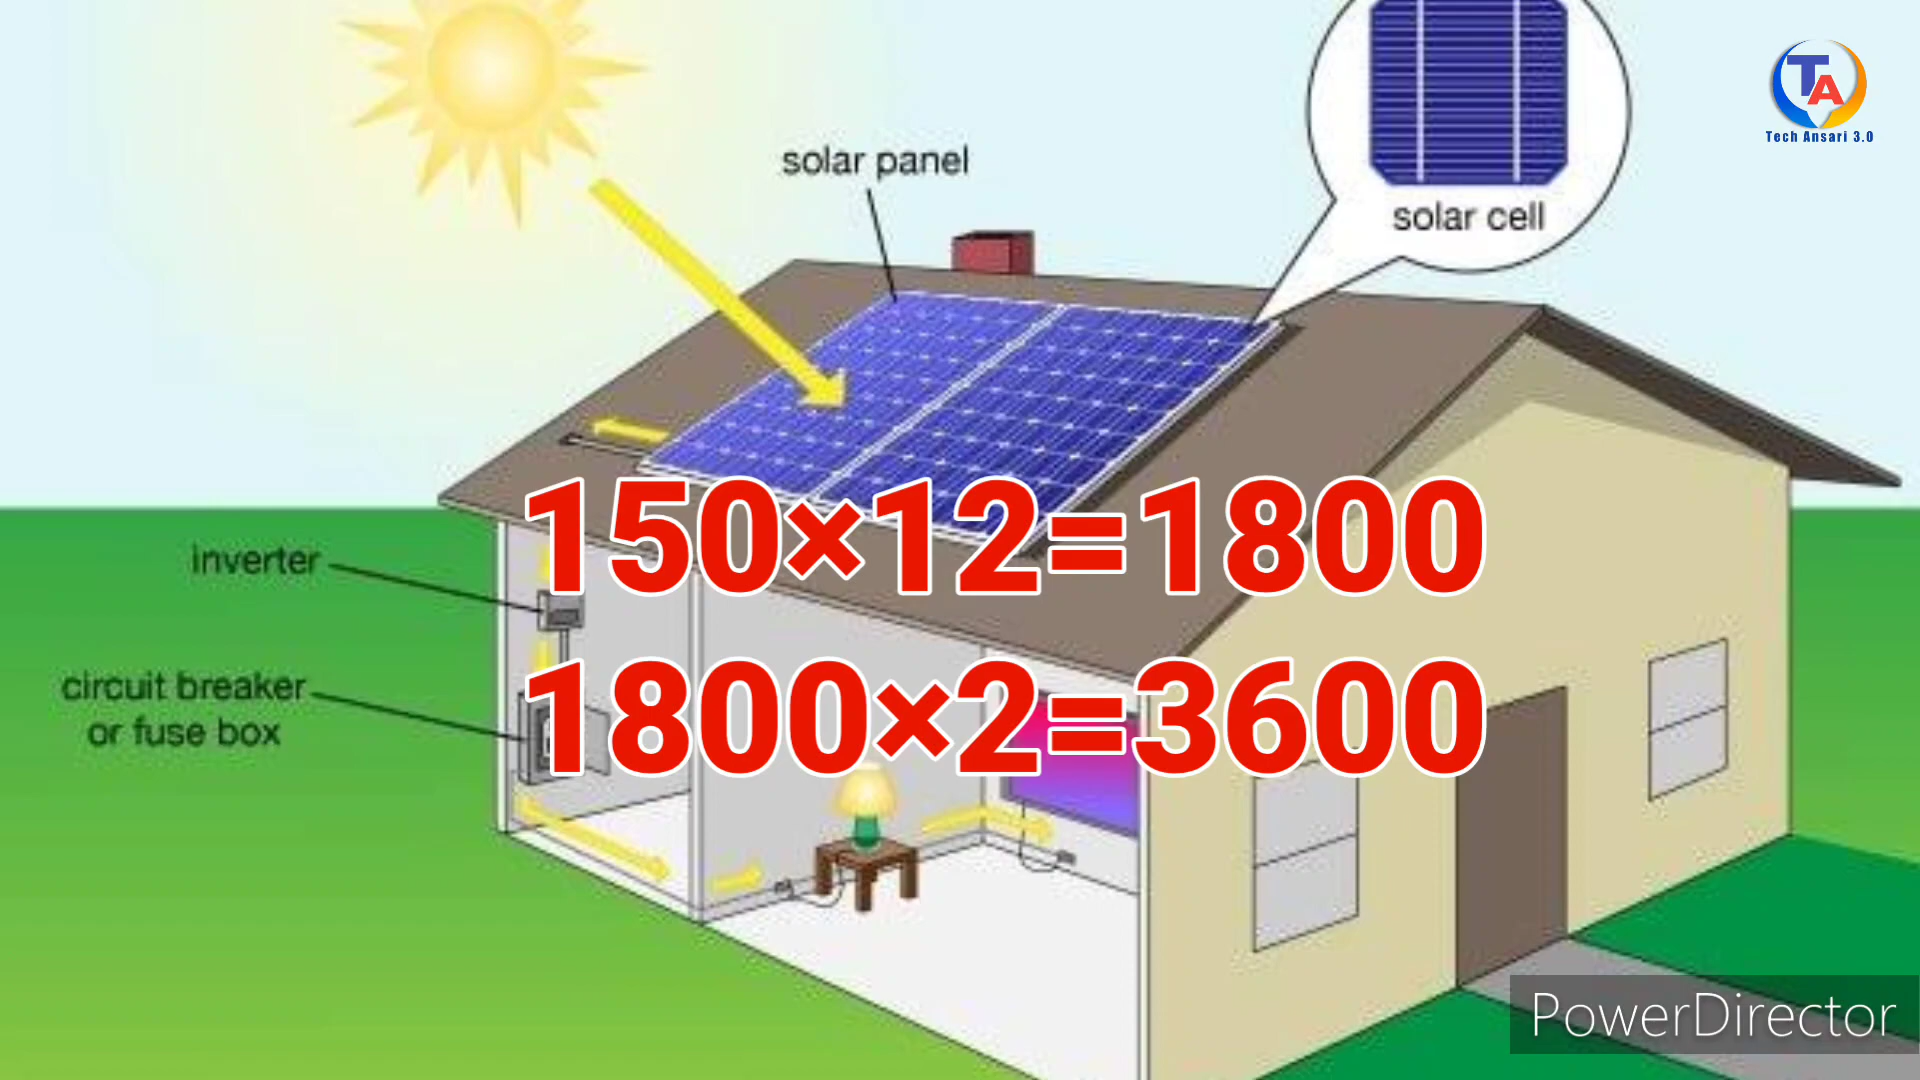 TA
Tech Ansari 3.0
solar panel
solar cell
150×12=1800
inverter
1800×2=3600
circuit breaker
or fuse box
PowerDirector